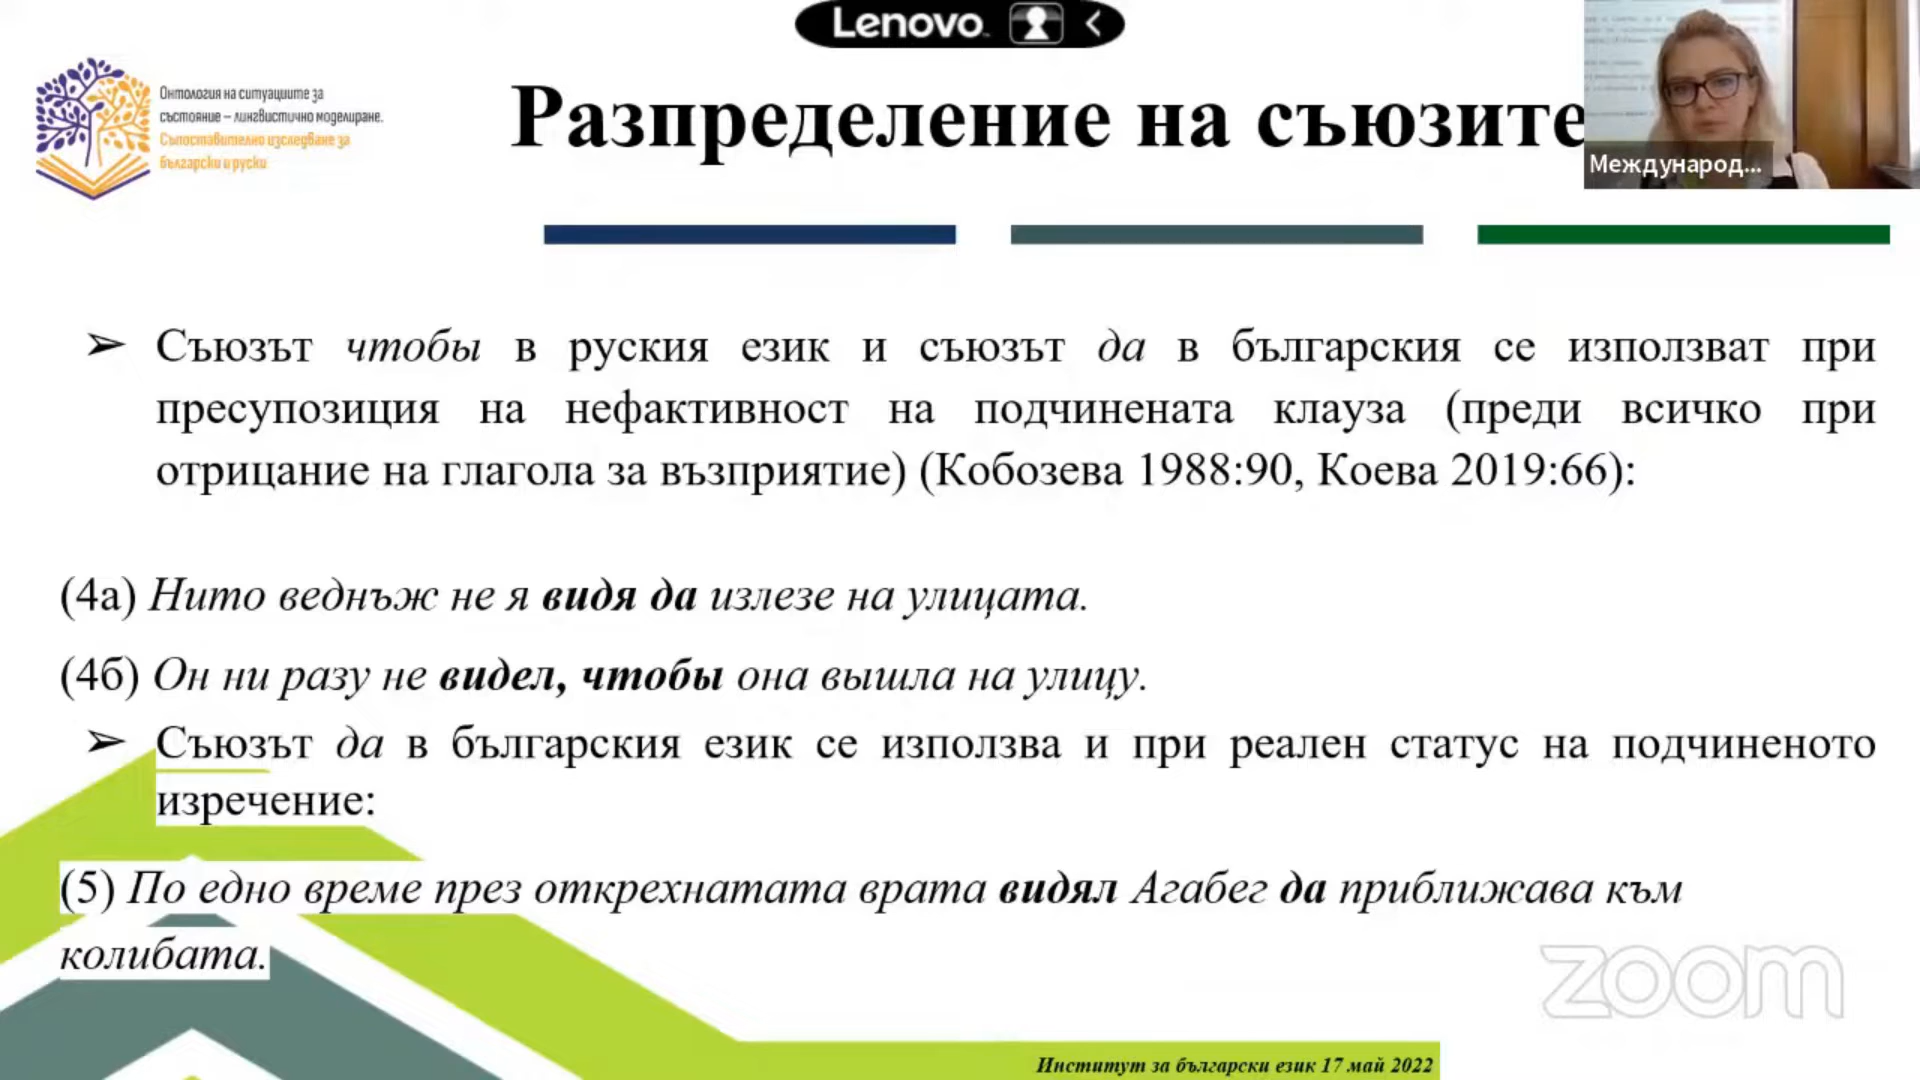 Lenovo
Онтология на ситуациите за
състояние – лингвистично моделиране.
Съпоставително изследване за
български и руски
Разпределение на съюзите
Международ...
➢ Съюзът чтобы в руския език и съюзът да в българския се използват при
пресупозиция на нефактивност на подчинената клауза (преди всичко при
отрицание на глагола за възприятие) (Кобозева 1988:90, Коева 2019:66):
(4а) Нито веднъж не я видя да излезе на улицата.
(4б) Он ни разу не видел, чтобы она вышла на улицу.
➢ Съюзът да в българския език се използва и при реален статус на подчиненото
изречение:
(5) По едно време през открехнатата врата видял Агабег да приближава към
колибата.
zoom
Институт за български език 17 май 2022